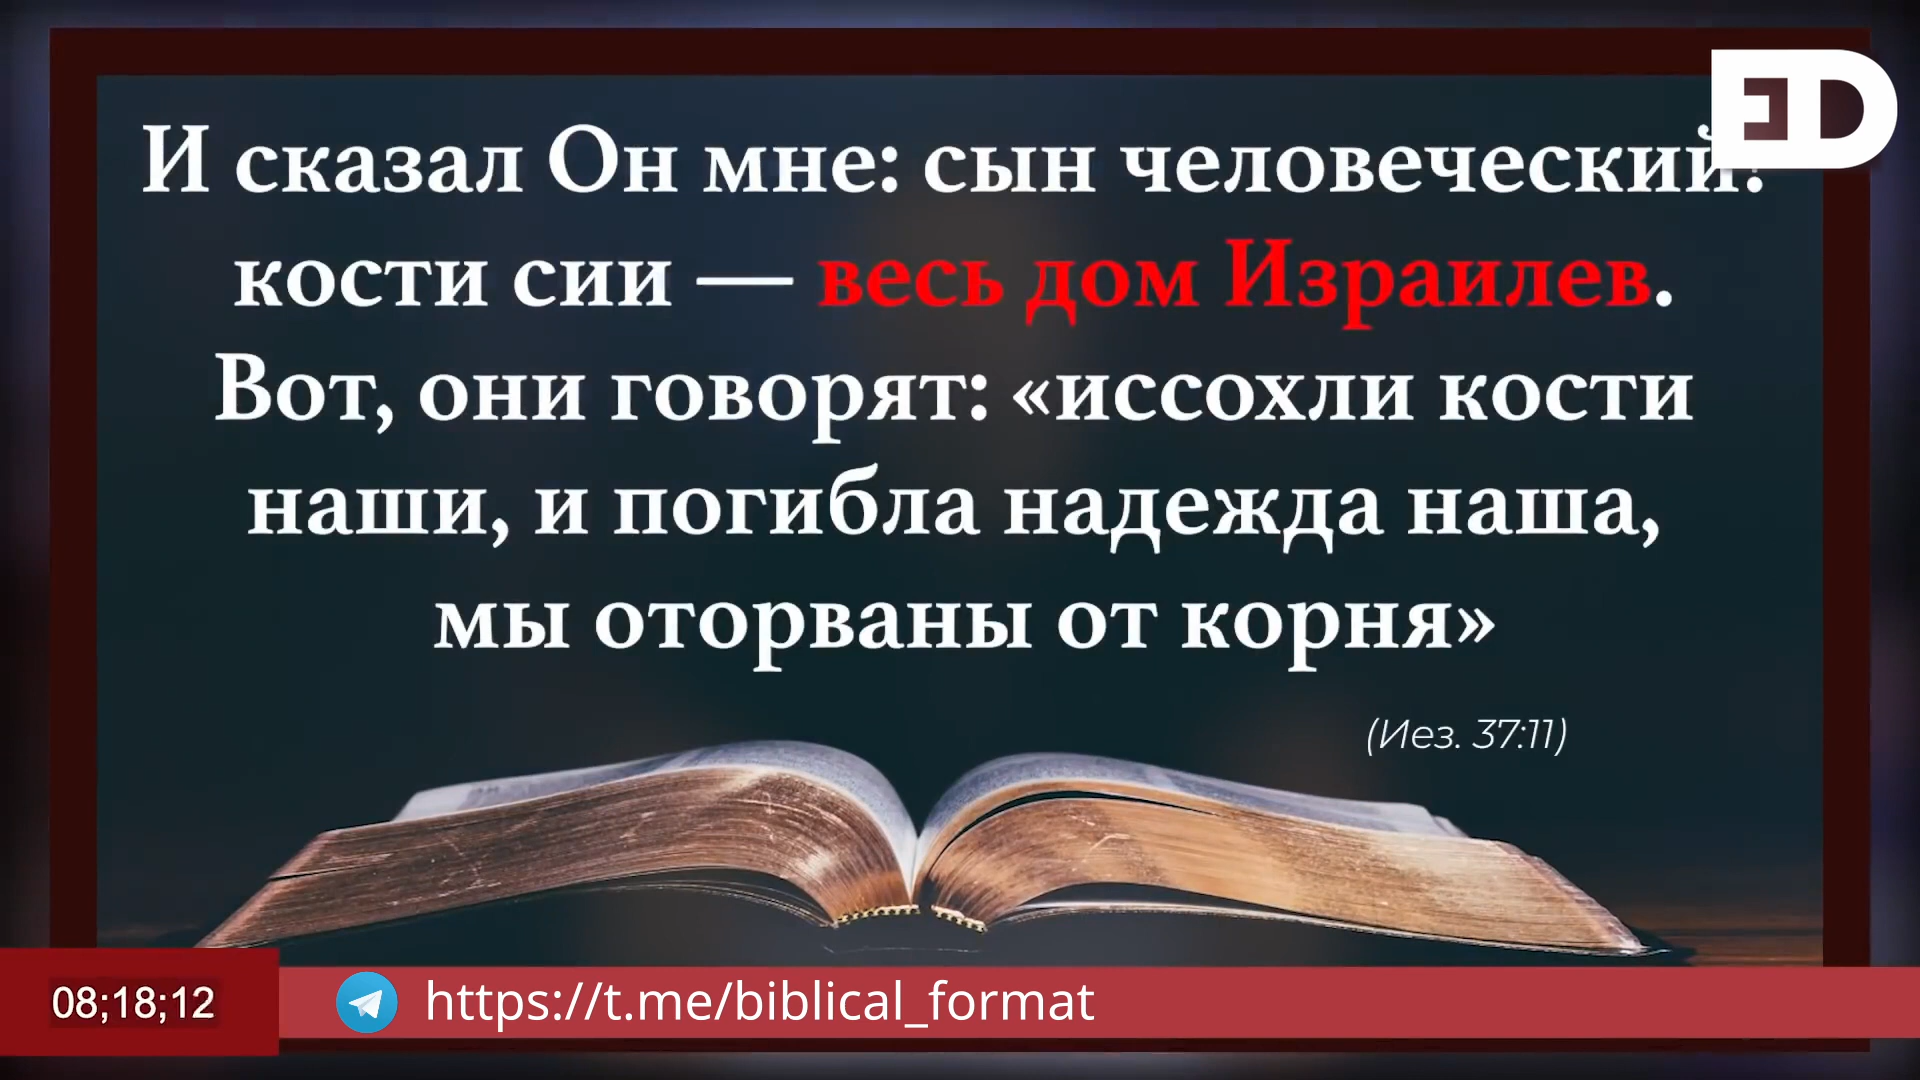 И сказал Он мне: сын человеческий!
кости сии — весь дом Израилев.
Вот, они говорят: «иссохли кости
наши, и погибла надежда наша,
мы оторваны от корня»
(Иез. 37:11)
08;18;12
https://t.me/biblical_format